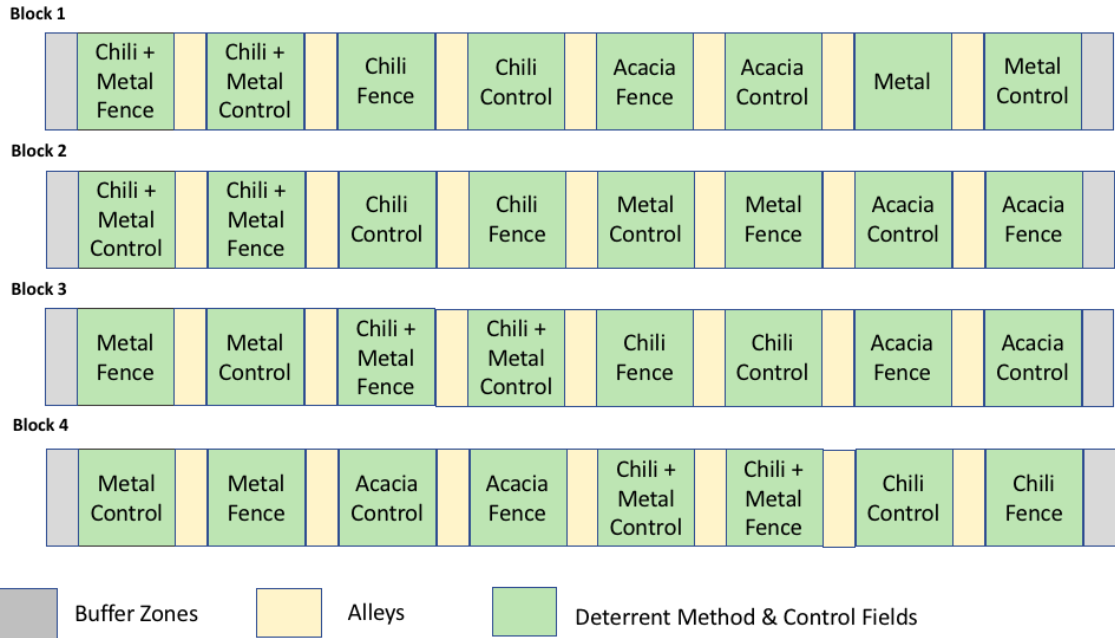 Block 1
Chili +
Metal
Fence
Chili +
Metal
Control
Chili
Fence
Chili
Control
Acacia
Fence
Acacia
Control
Metal
Metal
Control
Block 2
Chili +
Metal
Control
Chili +
Metal
Fence
Chili
Control
Chili
Fence
Metal
Control
Metal
Fence
Acacia
Control
Acacia
Fence
Block 3
Metal
Fence
Metal
Control
Chili +
Metal
Fence
Chili +
Metal
Control
Chili
Fence
Chili
Control
Acacia
Fence
Acacia
Control
Block 4
Metal
Control
Metal
Fence
Acacia
Control
Acacia
Fence
Chili +
Metal
Control
Chili +
Metal
Fence
Chili
Control
Chili
Fence
Buffer Zones
Alleys
Deterrent Method & Control Fields